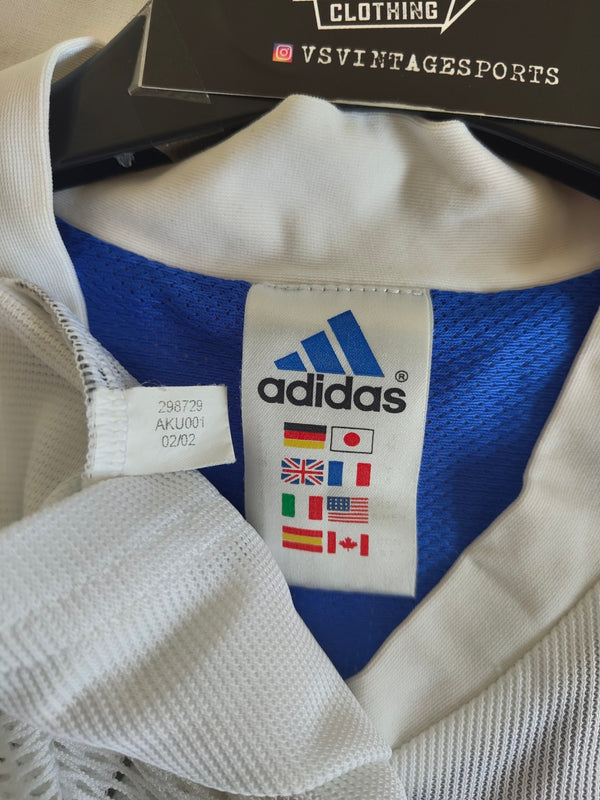 CLOTHING
VSVINTAGESPORTS
adidas®
298729
AKU001
02/02